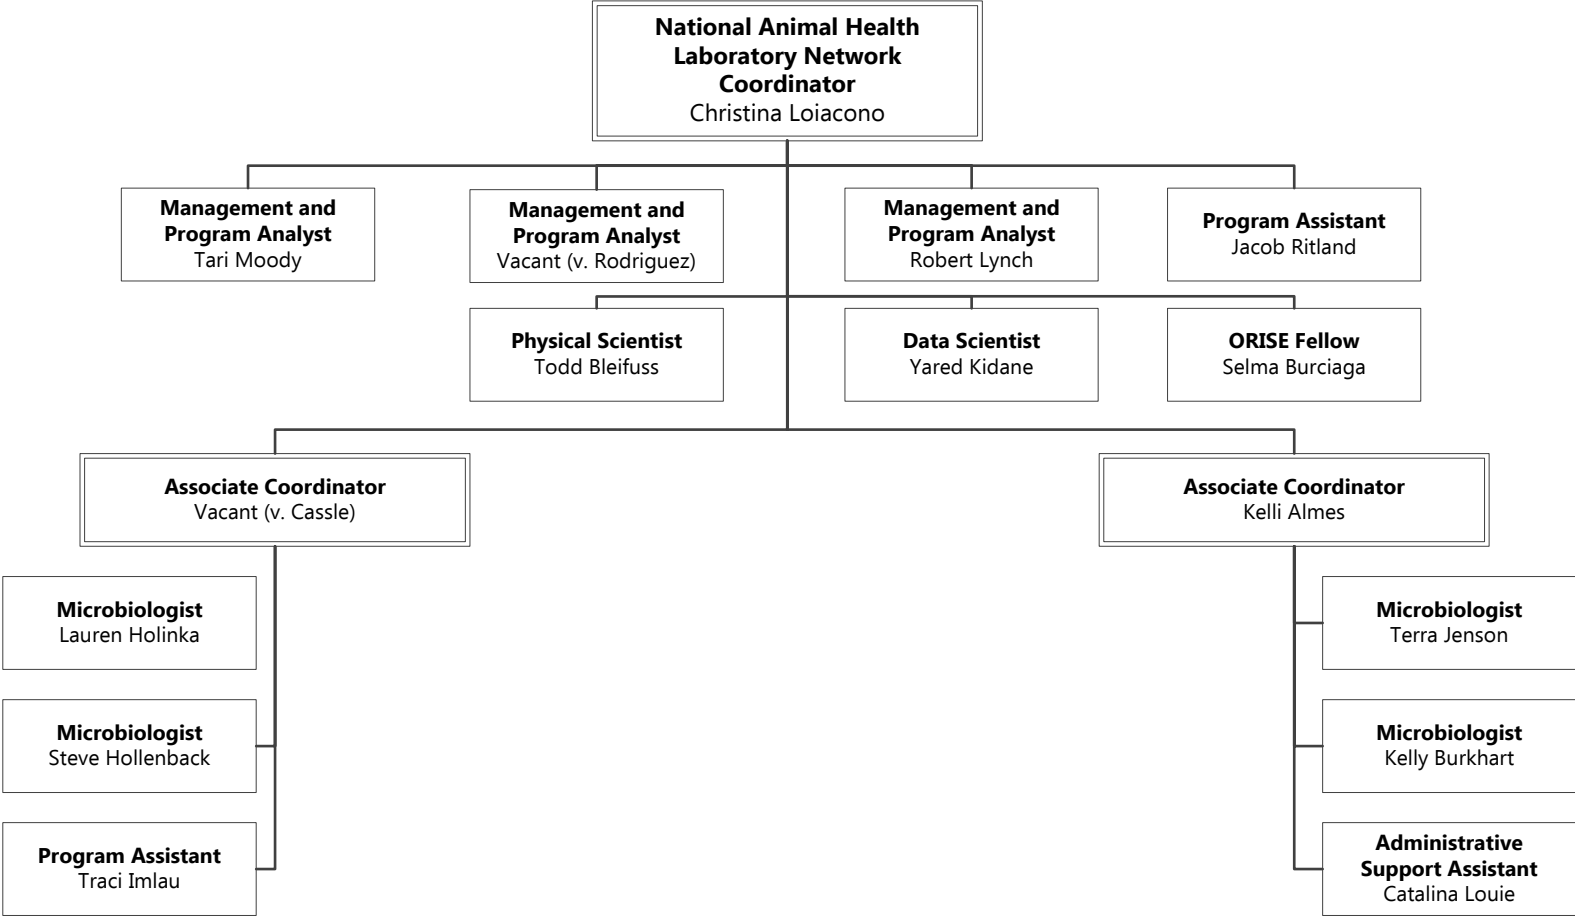 National Animal Health
Laboratory Network
Coordinator
Christina Loiacono
Management and
Program Analyst
Tari Moody
Management and
Program Analyst
Vacant (v. Rodriguez)
Management and
Program Analyst
Robert Lynch
Program Assistant
Jacob Ritland
Physical Scientist
Todd Bleifuss
Data Scientist
Yared Kidane
ORISE Fellow
Selma Burciaga
Associate Coordinator
Vacant (v. Cassle)
Associate Coordinator
Kelli Almes
Microbiologist
Lauren Holinka
Microbiologist
Terra Jenson
Microbiologist
Steve Hollenback
Microbiologist
Kelly Burkhart
Program Assistant
Traci Imlau
Administrative
Support Assistant
Catalina Louie